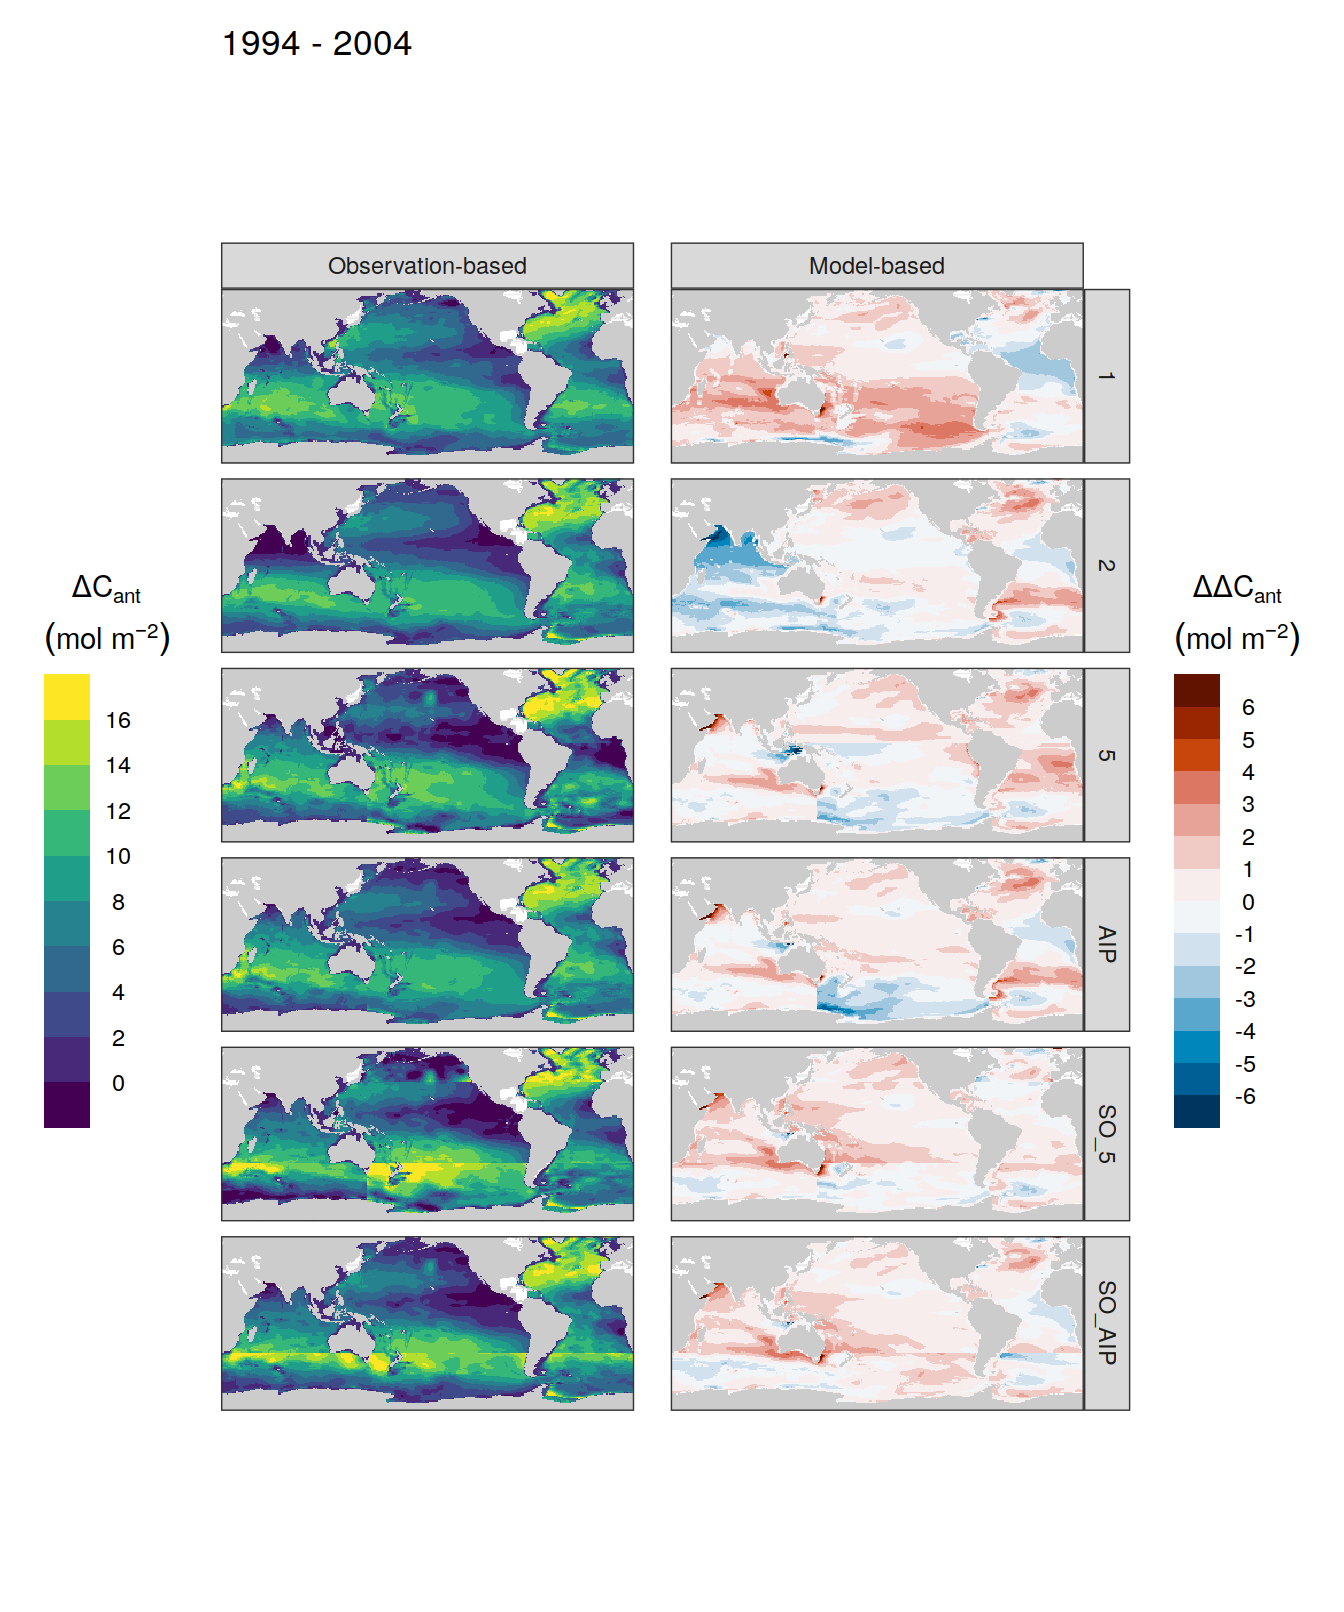 1994 - 2004
Observation-based
Model-based
1
2
5
AIP
SO_5
SO_AIP
ΔCant
(mol m−2)
16
14
12
10
8
6
4
2
0
ΔΔCant
(mol m−2)
6
5
4
3
2
1
0
-1
-2
-3
-4
-5
-6